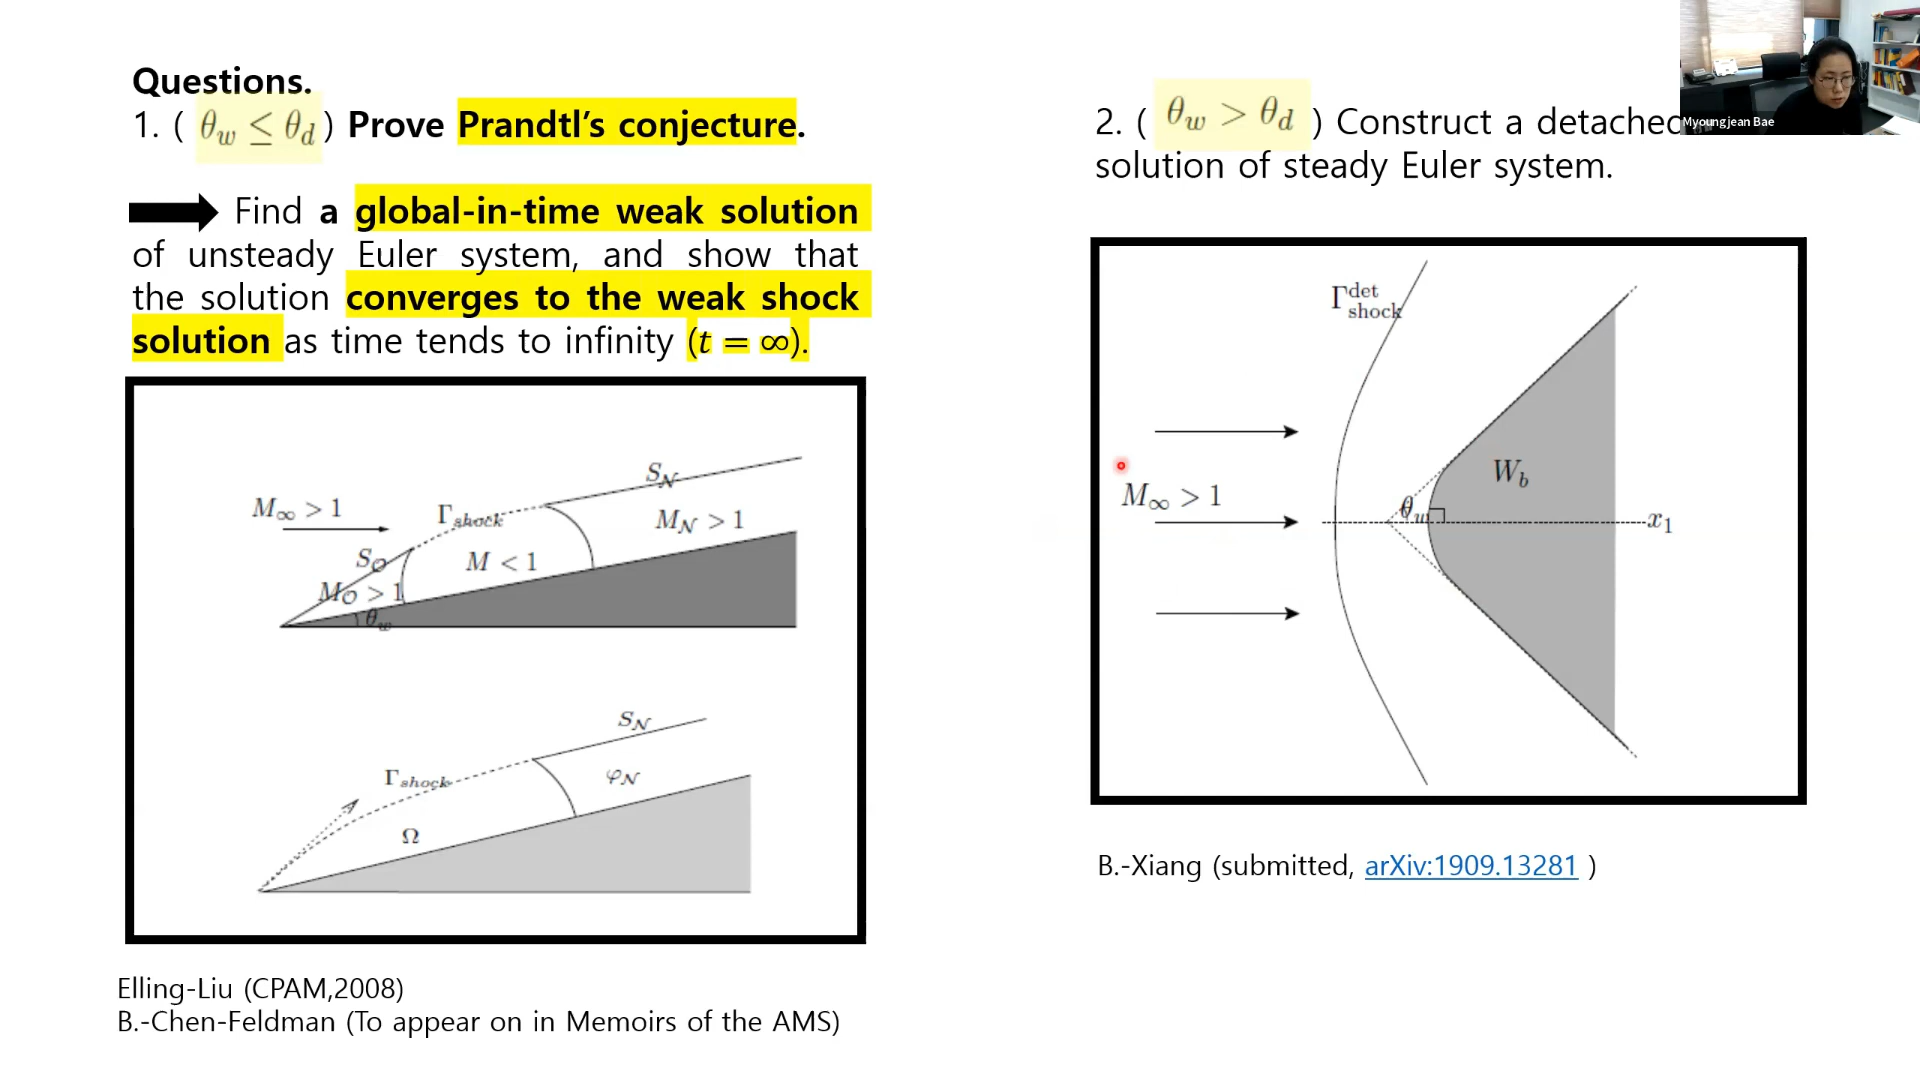 Questions.
1. ( θ_w ≤ θ_d ) Prove Prandtl's conjecture.
Find a global-in-time weak solution
of unsteady Euler system, and show that
the solution converges to the weak shock
solution as time tends to infinity (t = ∞).
M_∞ > 1
Γ_shock
S_𝒩
M_𝒩 > 1
S_𝒪
M < 1
M_𝒪 > 1
θ_w
S_𝒩
Γ_shock
φ_𝒩
Ω
Elling-Liu (CPAM,2008)
B.-Chen-Feldman (To appear on in Memoirs of the AMS)
2. ( θ_w > θ_d ) Construct a detached
solution of steady Euler system.
Γ^det_shock
M_∞ > 1
θ_w
W_b
x_1
B.-Xiang (submitted, arXiv:1909.13281 )
Myoungjean Bae